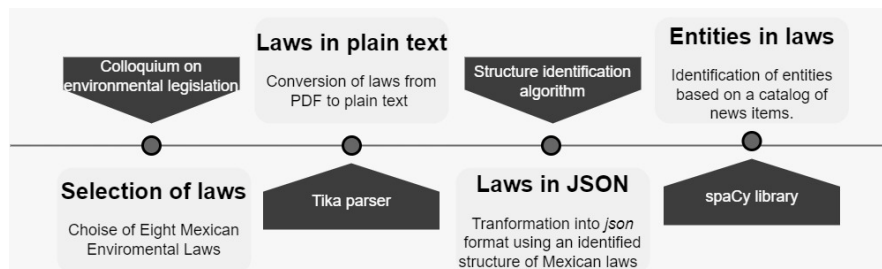 Colloquium on
environmental legislation
Selection of laws
Choise of Eight Mexican
Enviromental Laws
Laws in plain text
Conversion of laws from
PDF to plain text
Tika parser
Structure identification
algorithm
Laws in JSON
Tranformation into json
format using an identified
structure of Mexican laws
Entities in laws
Identification of entities
based on a catalog of
news items.
spaCy library